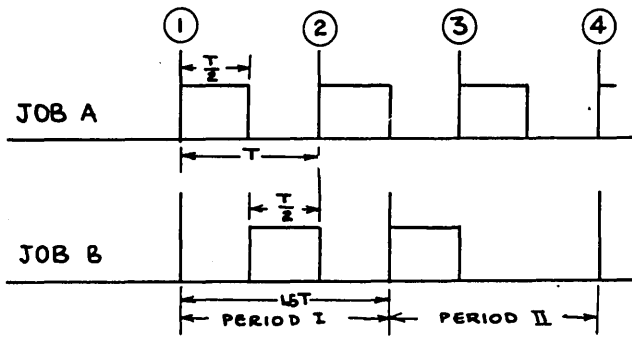 1 2 3 4
T/2
JOB A
T
T/2
JOB B
1.5T
PERIOD I PERIOD II